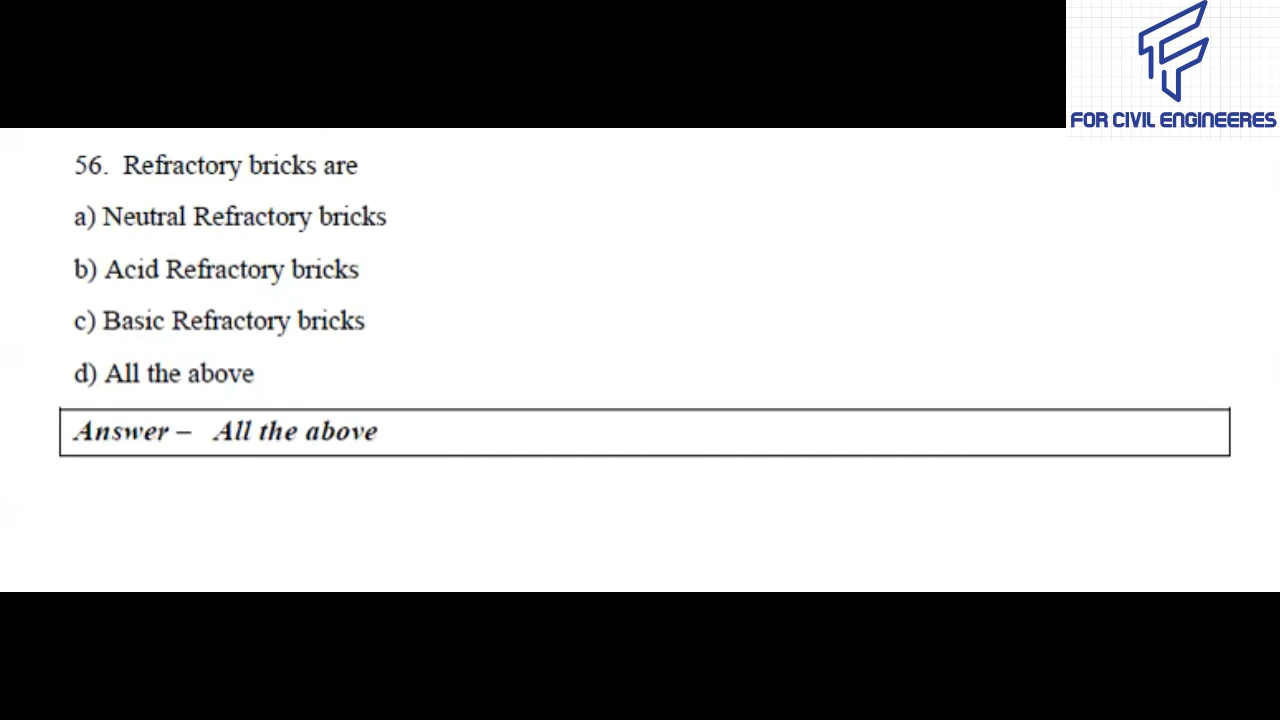 FOR CIVIL ENGINEERES
56. Refractory bricks are
a) Neutral Refractory bricks
b) Acid Refractory bricks
c) Basic Refractory bricks
d) All the above
Answer – All the above